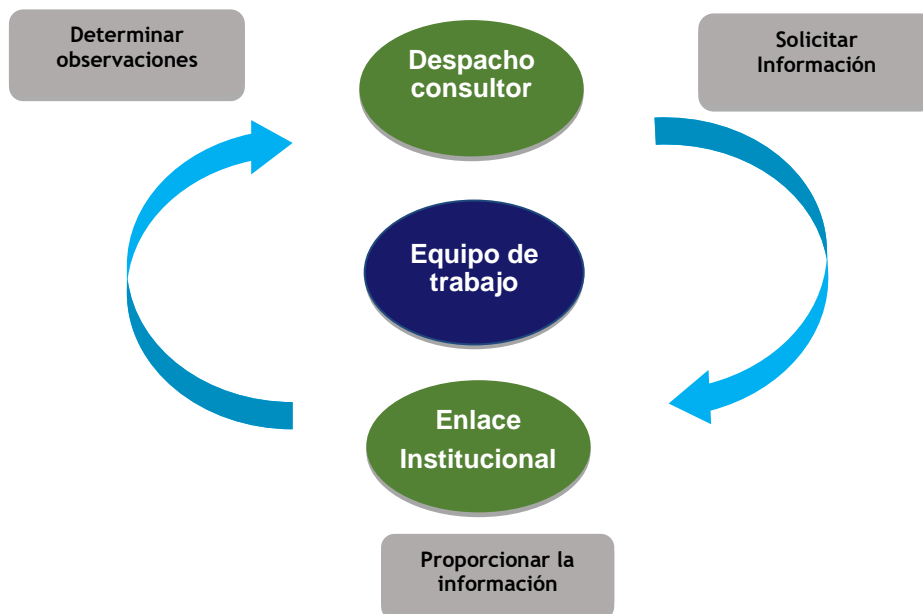 Determinar
observaciones
Despacho
consultor
Solicitar
Información
Equipo de
trabajo
Enlace
Institucional
Proporcionar la
información